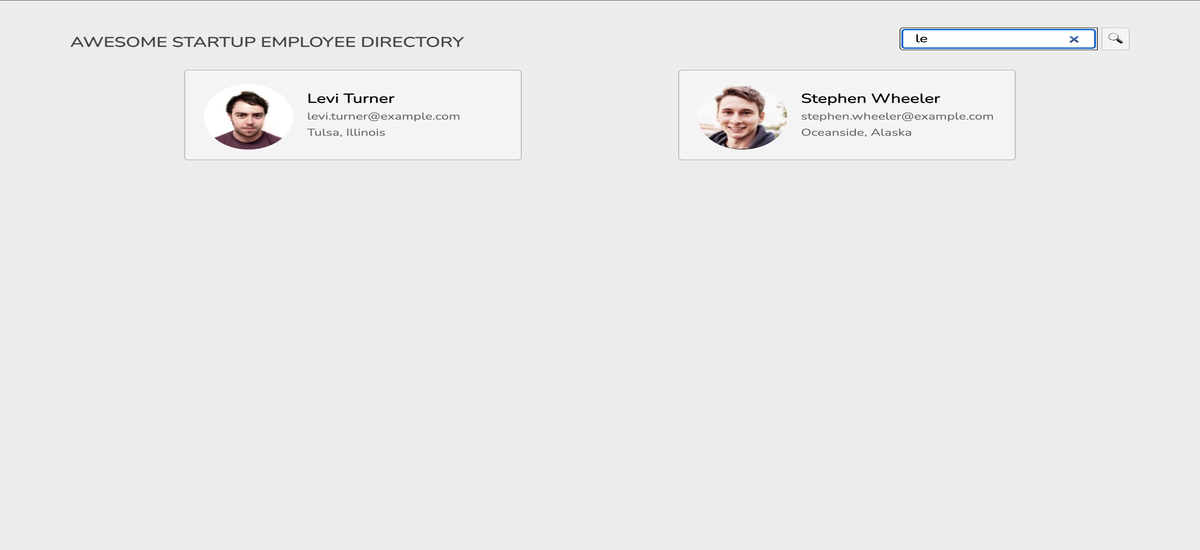 AWESOME STARTUP EMPLOYEE DIRECTORY
le
Levi Turner
levi.turner@example.com
Tulsa, Illinois
Stephen Wheeler
stephen.wheeler@example.com
Oceanside, Alaska